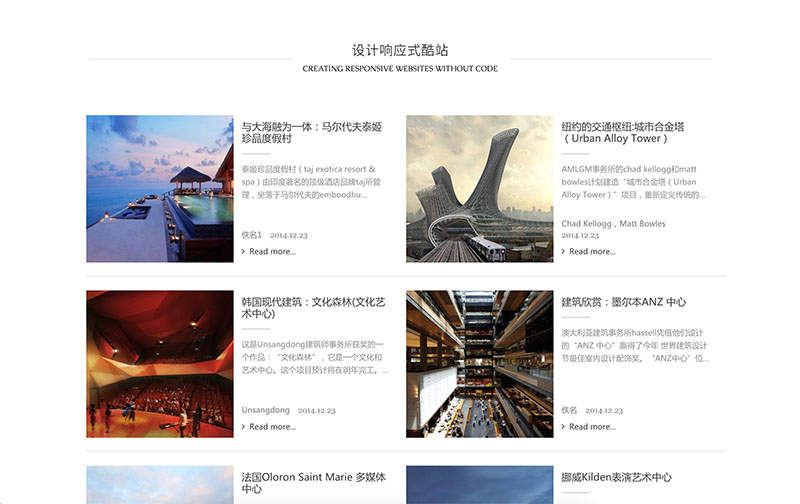 设计响应式酷站
CREATING RESPONSIVE WEBSITES WITHOUT CODE
与大海融为一体：马尔代夫泰姬
珍品度假村
泰姬珍品度假村（taj exotica resort &
spa）由印度著名的顶级酒店品牌taj所管
理，坐落于马尔代夫的emboodhu...
佚名1 2014.12.23
Read more...
纽约的交通枢纽:城市合金塔
（Urban Alloy Tower）
AMLGM事务所的chad kellogg和matt
bowles计划建造“城市合金塔（Urban
Alloy Tower）”项目，重新定义传统的...
Chad Kellogg，Matt Bowles
2014.12.23
Read more...
韩国现代建筑：文化森林(文化艺
术中心)
这是Unsangdong建筑师事务所获奖的一
个作品：“文化森林”，它是一个文化和
艺术中心。这个项目预计将在明年完工。...
Unsangdong 2014.12.23
Read more...
建筑欣赏：墨尔本ANZ 中心
澳大利亚建筑事务所hassell凭借他们设计
的“ANZ 中心”赢得了今年 世界建筑设计
节最佳室内设计配饰奖。“ANZ中心”位...
佚名 2014.12.23
Read more...
法国Oloron Saint Marie 多媒体
中心
挪威Kilden表演艺术中心